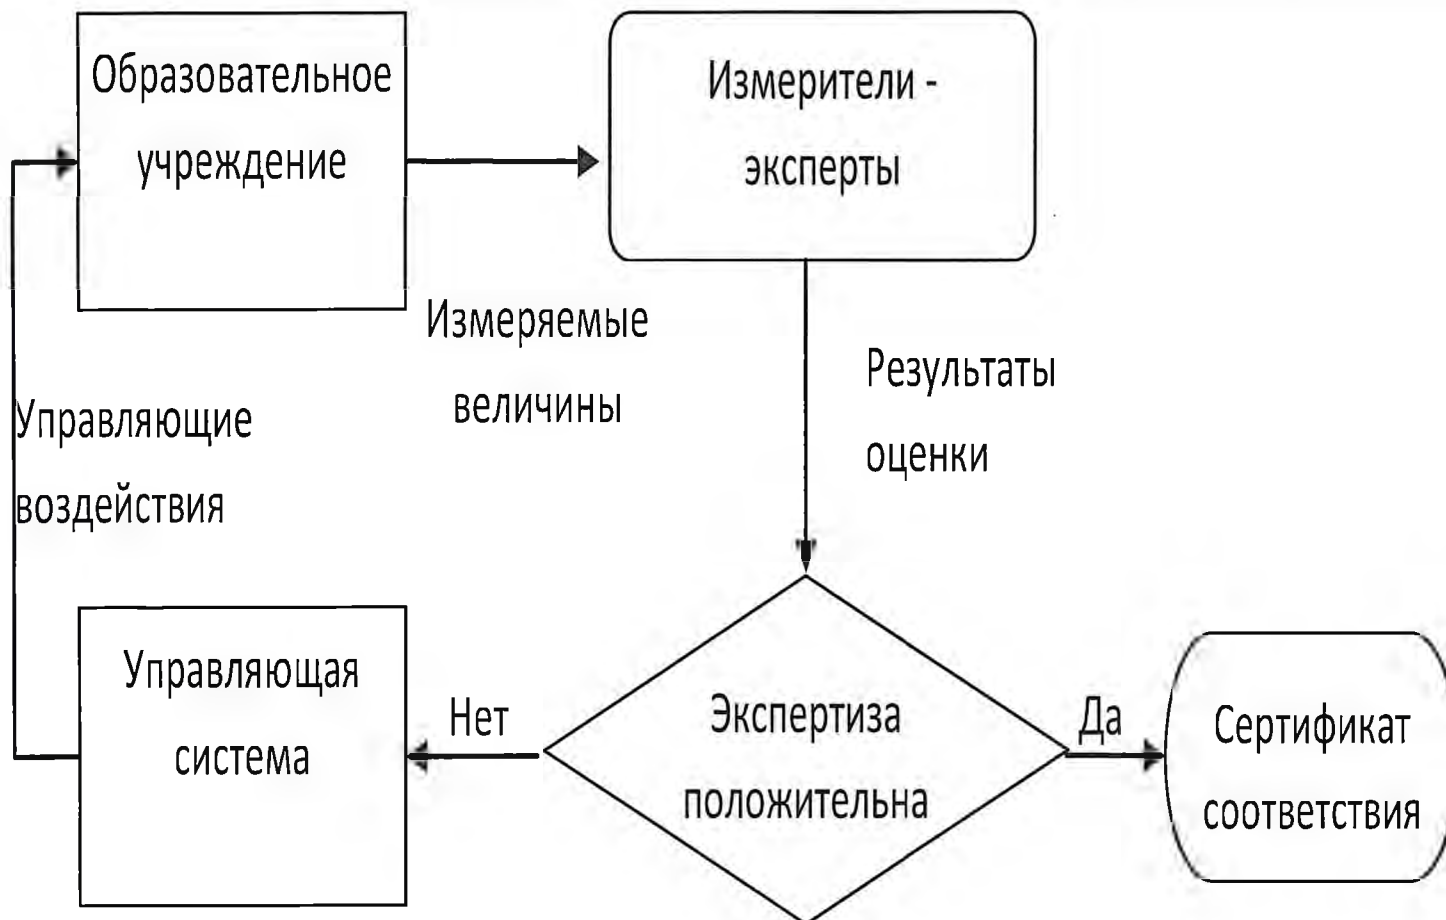 Образовательное
учреждение
Измерители -
эксперты
Измеряемые
величины
Результаты
оценки
Управляющие
воздействия
Управляющая
система
Нет
Экспертиза
положительна
Да
Сертификат
соответствия